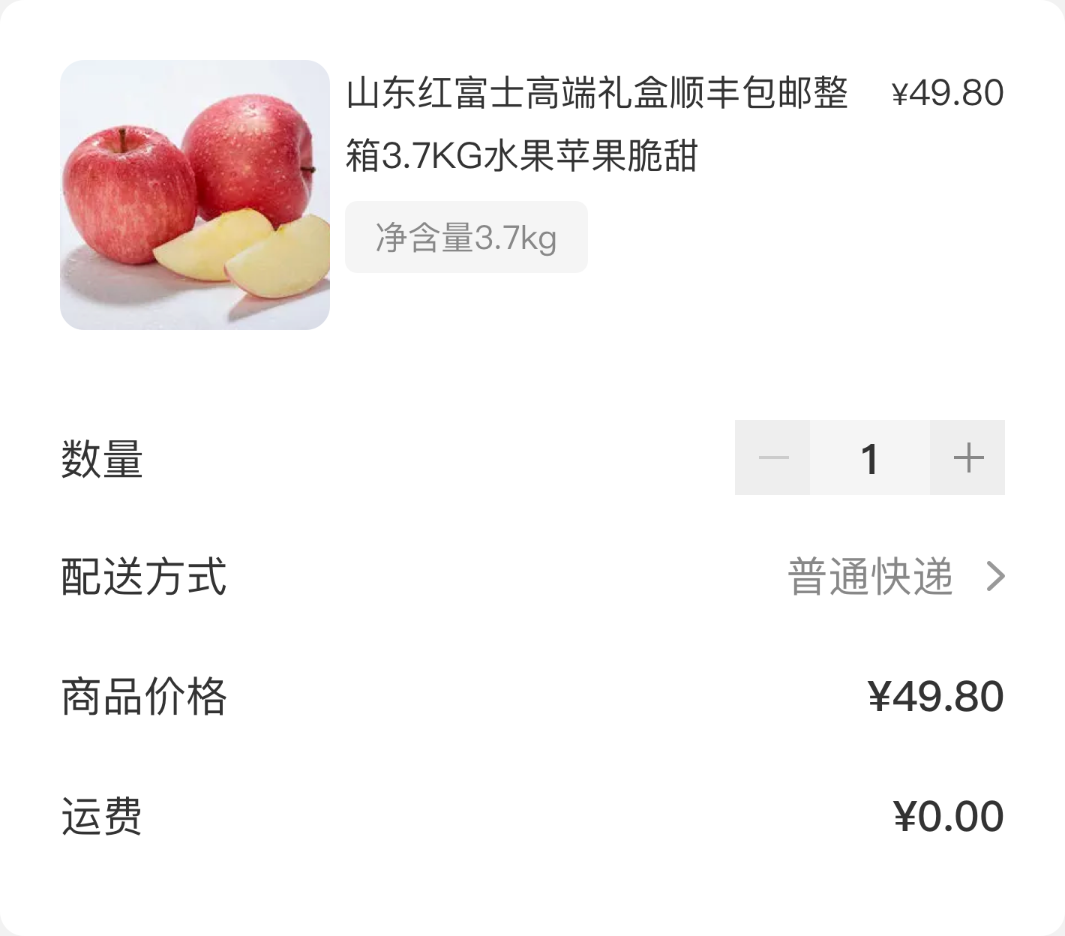 山东红富士高端礼盒顺丰包邮整 ¥49.80
箱3.7KG水果苹果脆甜
净含量3.7kg
数量 1
配送方式 普通快递
商品价格 ¥49.80
运费 ¥0.00